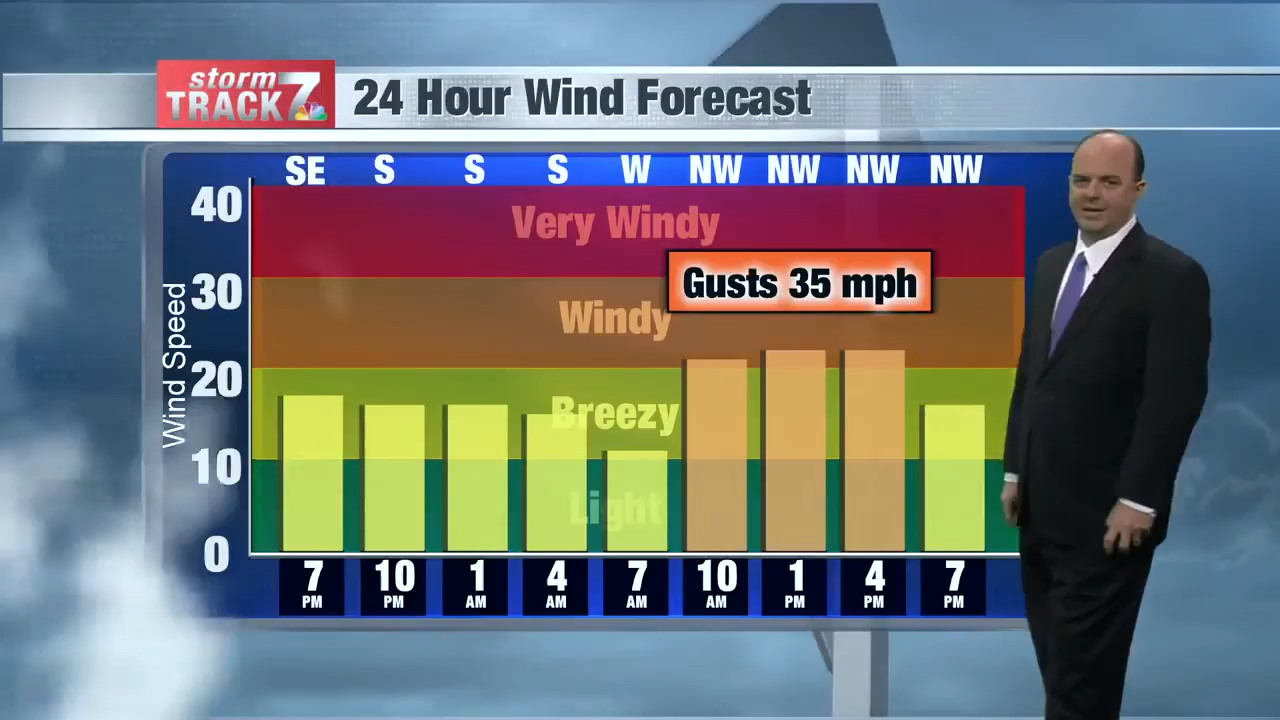 storm
TRACK 7
24 Hour Wind Forecast
SE S S S W NW NW NW NW
40
Very Windy
Gusts 35 mph
30
Windy
Wind Speed
20
Breezy
10
Light
0
7 10 1 4 7 10 1 4 7
PM PM AM AM AM AM PM PM PM